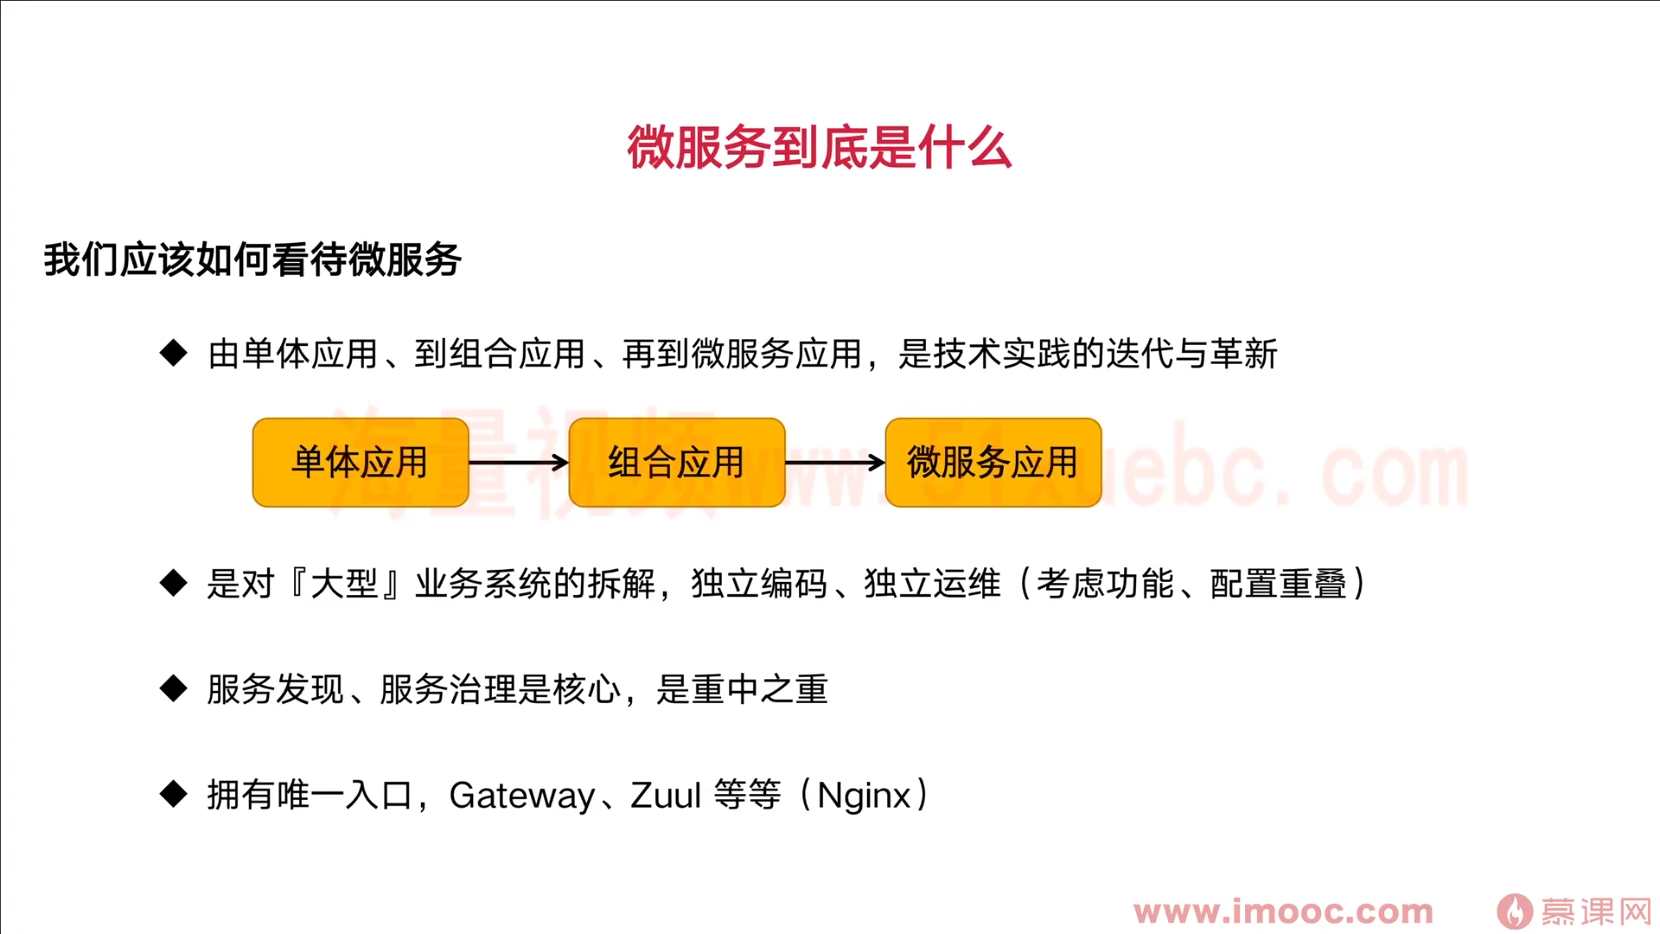 微服务到底是什么
我们应该如何看待微服务
◆ 由单体应用、到组合应用、再到微服务应用，是技术实践的迭代与革新
单体应用 组合应用 微服务应用
海量视频 www.51xuebc.com
◆ 是对『大型』业务系统的拆解，独立编码、独立运维（考虑功能、配置重叠）
◆ 服务发现、服务治理是核心，是重中之重
◆ 拥有唯一入口，Gateway、Zuul 等等（Nginx）
www.imooc.com 慕课网